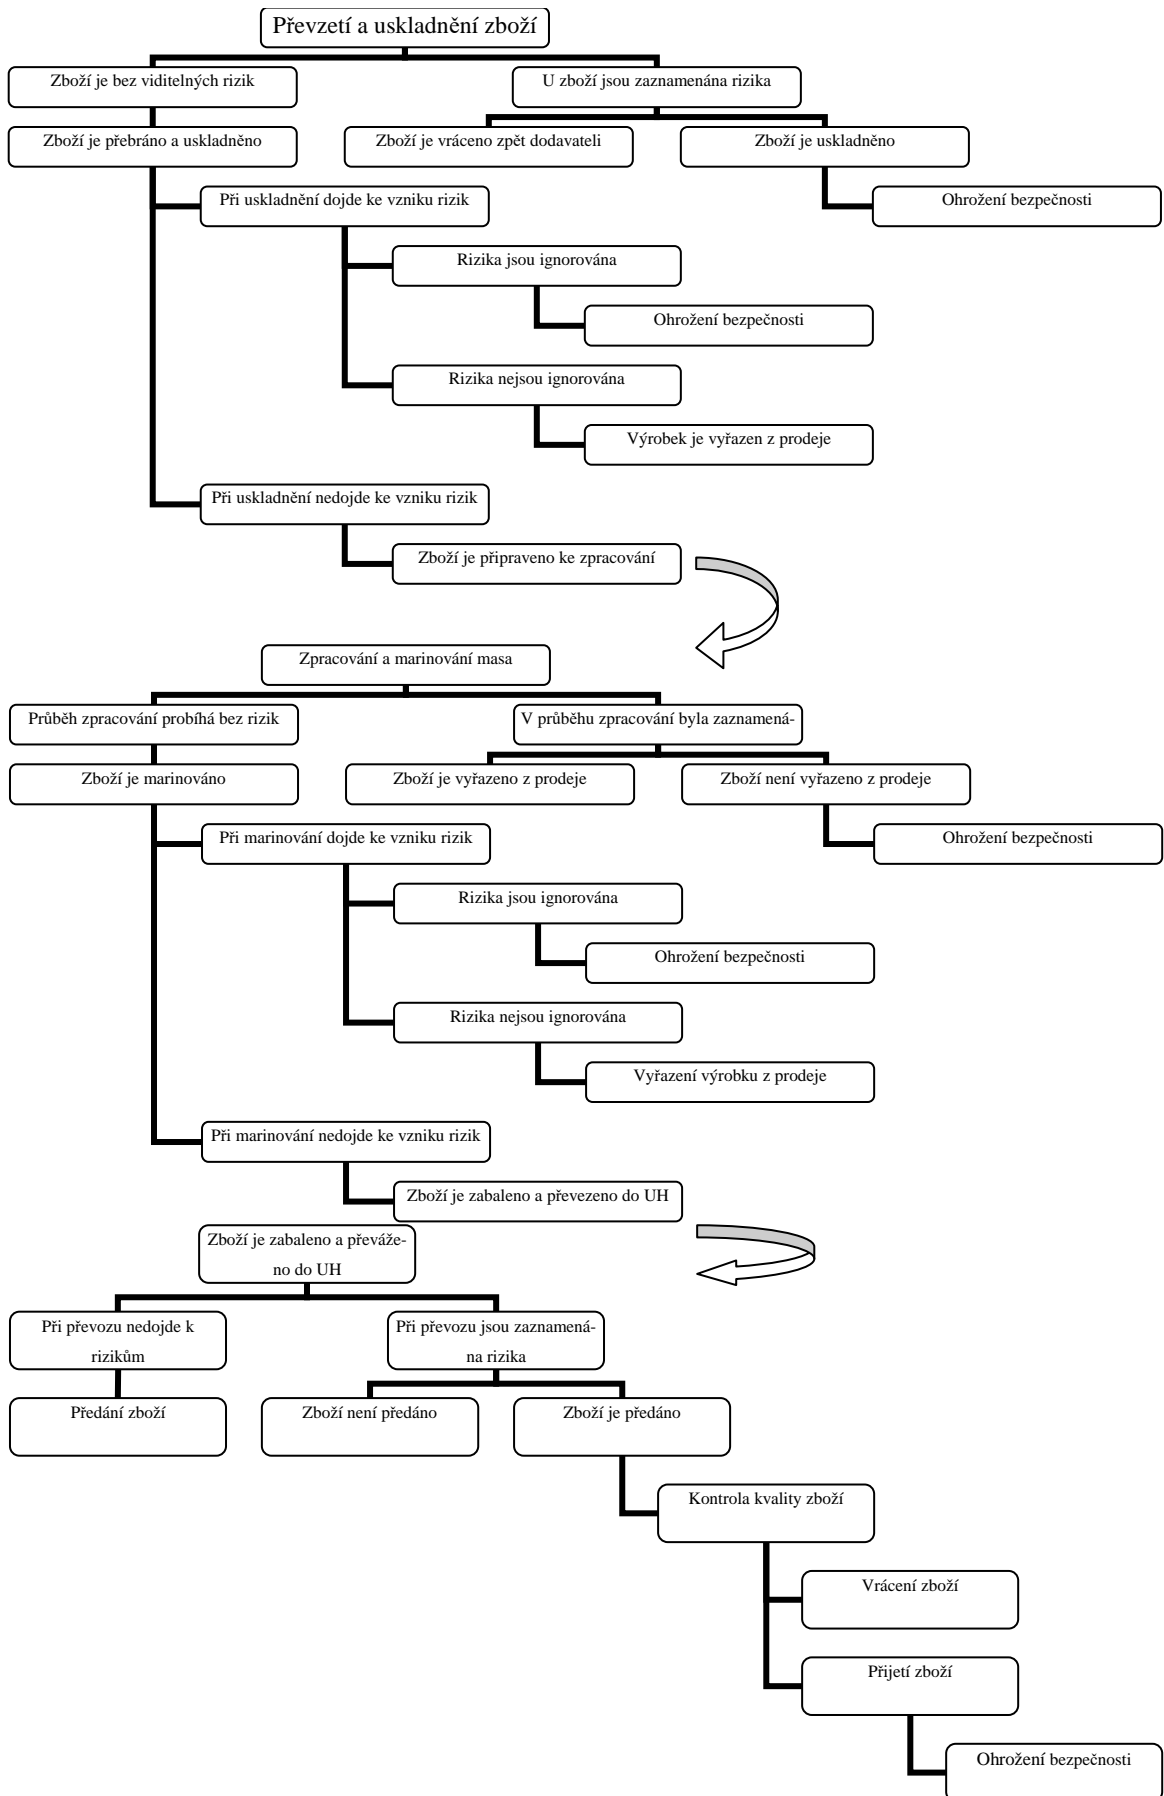 Převzetí a uskladnění zboží
Zboží je bez viditelných rizik
U zboží jsou zaznamenána rizika
Zboží je přebráno a uskladněno
Zboží je vráceno zpět dodavateli
Zboží je uskladněno
Při uskladnění dojde ke vzniku rizik
Ohrožení bezpečnosti
Rizika jsou ignorována
Ohrožení bezpečnosti
Rizika nejsou ignorována
Výrobek je vyřazen z prodeje
Při uskladnění nedojde ke vzniku rizik
Zboží je připraveno ke zpracování
Zpracování a marinování masa
Průběh zpracování probíhá bez rizik
V průběhu zpracování byla zaznamená-
Zboží je marinováno
Zboží je vyřazeno z prodeje
Zboží není vyřazeno z prodeje
Při marinování dojde ke vzniku rizik
Ohrožení bezpečnosti
Rizika jsou ignorována
Ohrožení bezpečnosti
Rizika nejsou ignorována
Vyřazení výrobku z prodeje
Při marinování nedojde ke vzniku rizik
Zboží je zabaleno a převezeno do UH
Zboží je zabaleno a převáže-
no do UH
Při převozu nedojde k
rizikům
Při převozu jsou zaznamená-
na rizika
Předání zboží
Zboží není předáno
Zboží je předáno
Kontrola kvality zboží
Vrácení zboží
Přijetí zboží
Ohrožení bezpečnosti